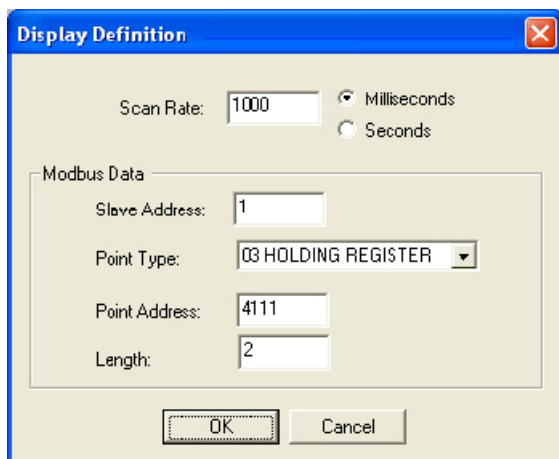 Display Definition
Scan Rate: 1000 Milliseconds
Seconds
Modbus Data
Slave Address: 1
Point Type: 03 HOLDING REGISTER
Point Address: 4111
Length: 2
OK Cancel